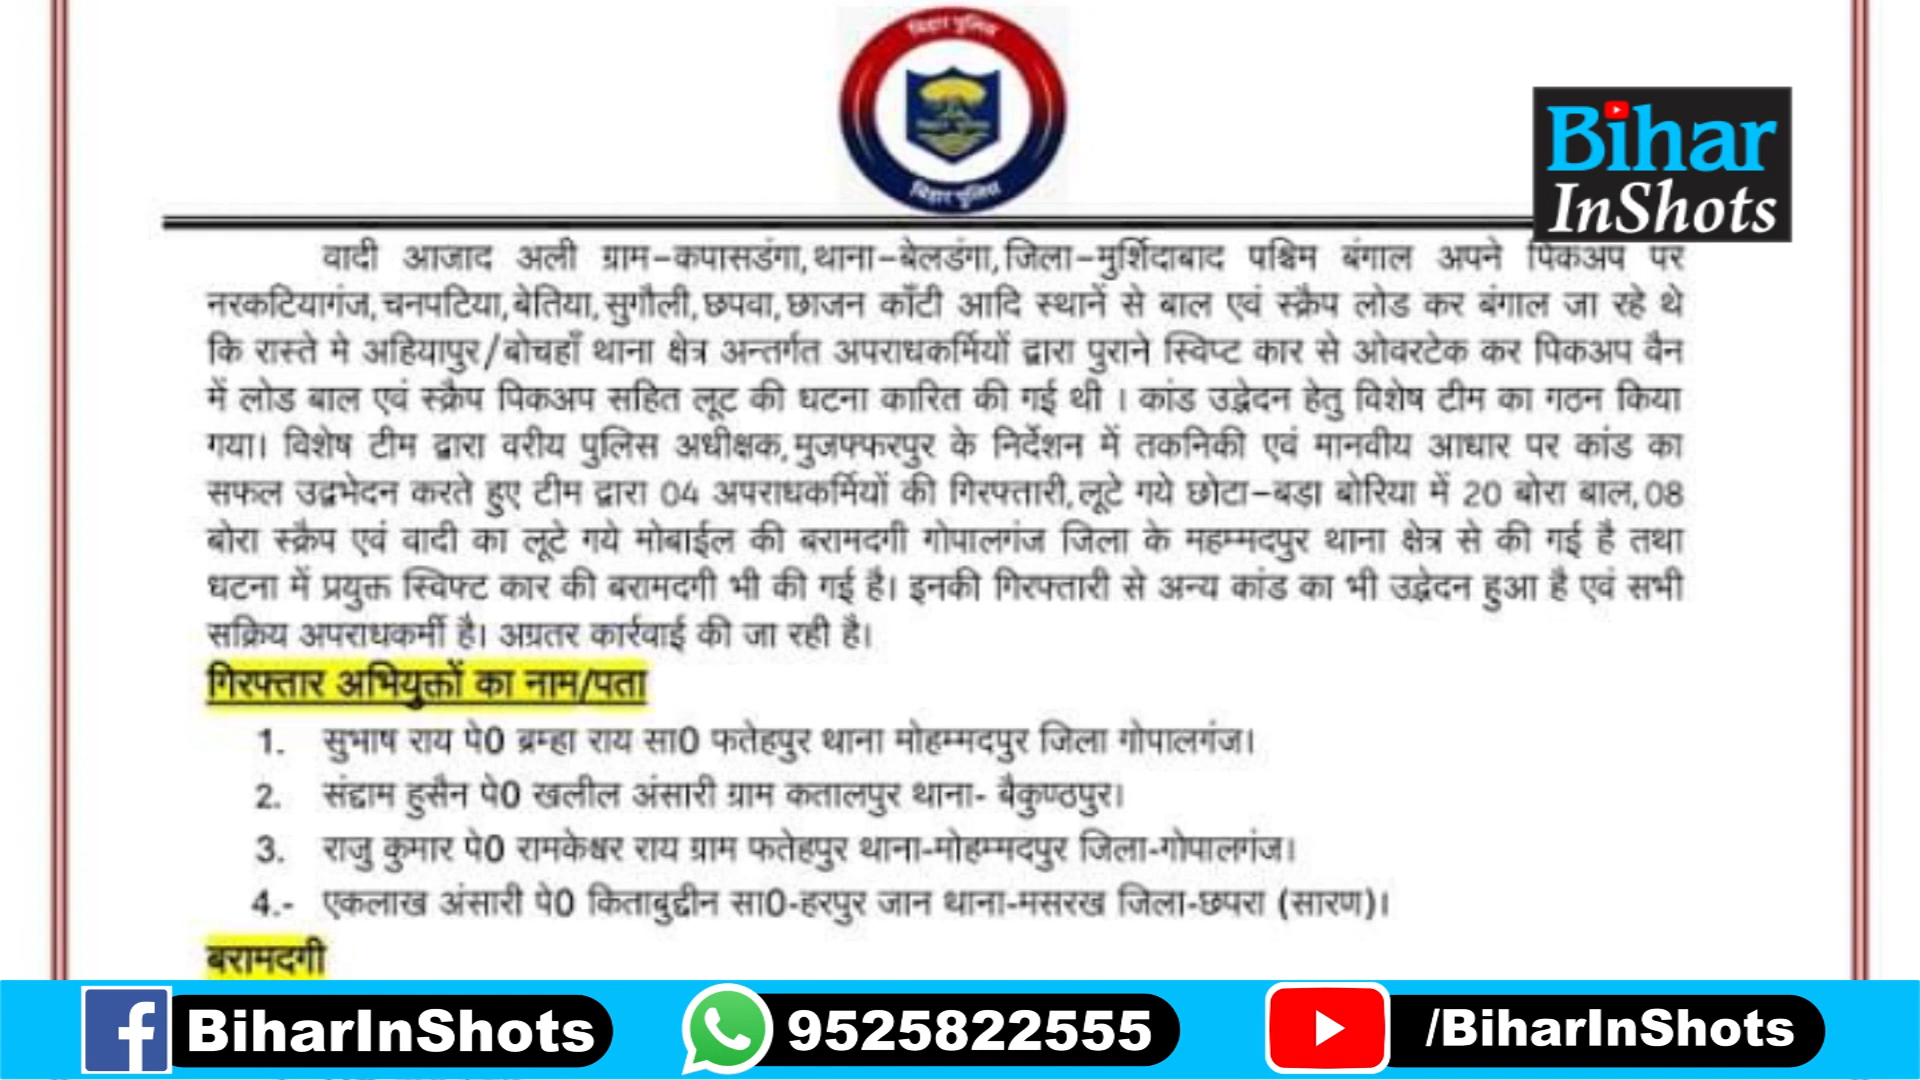 बिहार पुलिस
बिहार पुलिस
Bihar
InShots
वादी आजाद अली ग्राम–कपासडंगा,थाना–बेलडंगा,जिला–मुर्शिदाबाद पश्चिम बंगाल अपने पिकअप पर
नरकटियागंज,चनपटिया,बेतिया,सुगौली,छपवा,छाजन काँटी आदि स्थानें से बाल एवं स्क्रैप लोड कर बंगाल जा रहे थे
कि रास्ते मे अहियापुर/बोचहाँ थाना क्षेत्र अन्तर्गत अपराधकर्मियों द्वारा पुराने स्विप्ट कार से ओवरटेक कर पिकअप वैन
में लोड बाल एवं स्क्रैप पिकअप सहित लूट की घटना कारित की गई थी । कांड उद्भेदन हेतु विशेष टीम का गठन किया
गया। विशेष टीम द्वारा वरीय पुलिस अधीक्षक,मुजफ्फरपुर के निर्देशन में तकनिकी एवं मानवीय आधार पर कांड का
सफल उद्वभेदन करते हुए टीम द्वारा 04 अपराधकर्मियों की गिरफ्तारी,लूटे गये छोटा–बड़ा बोरिया में 20 बोरा बाल,08
बोरा स्क्रैप एवं वादी का लूटे गये मोबाईल की बरामदगी गोपालगंज जिला के महम्मदपुर थाना क्षेत्र से की गई है तथा
घटना में प्रयुक्त स्विफ्ट कार की बरामदगी भी की गई है। इनकी गिरफ्तारी से अन्य कांड का भी उद्भेदन हुआ है एवं सभी
सक्रिय अपराधकर्मी है। अग्रतर कार्रवाई की जा रही है।
गिरफ्तार अभियुक्तों का नाम/पता
1. सुभाष राय पे0 ब्रम्हा राय सा0 फतेहपुर थाना मोहम्मदपुर जिला गोपालगंज।
2. संद्दाम हुसैन पे0 खलील अंसारी ग्राम कतालपुर थाना- बैकुण्ठपुर।
3. राजु कुमार पे0 रामकेश्वर राय ग्राम फतेहपुर थाना-मोहम्मदपुर जिला-गोपालगंज।
4.- एकलाख अंसारी पे0 किताबुद्दीन सा0-हरपुर जान थाना-मसरख जिला-छपरा (सारण)।
बरामदगी
BiharInShots
9525822555
/BiharInShots